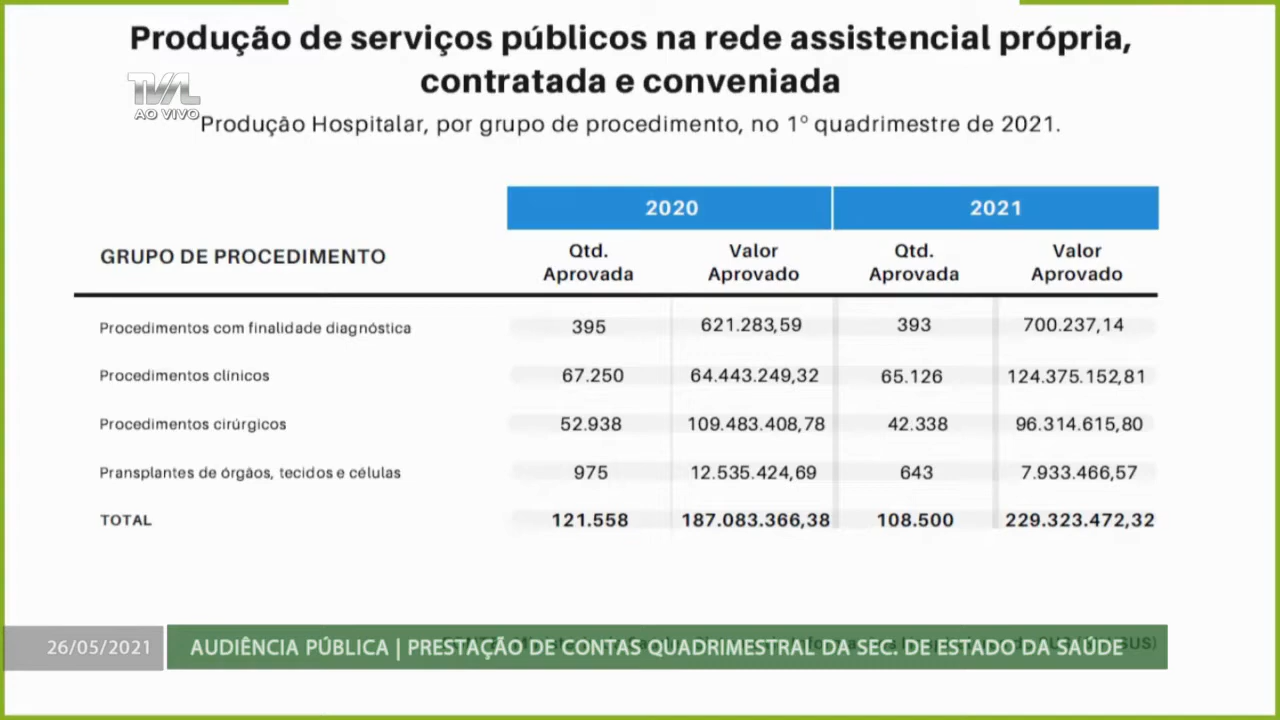 Produção de serviços públicos na rede assistencial própria,
contratada e conveniada
TVAL
AO VIVO
Produção Hospitalar, por grupo de procedimento, no 1º quadrimestre de 2021.
2020 2021
GRUPO DE PROCEDIMENTO Qtd. Aprovada Valor Aprovado Qtd. Aprovada Valor Aprovado
Procedimentos com finalidade diagnóstica 395 621.283,59 393 700.237,14
Procedimentos clínicos 67.250 64.443.249,32 65.126 124.375.152,81
Procedimentos cirúrgicos 52.938 109.483.408,78 42.338 96.314.615,80
Pransplantes de órgãos, tecidos e células 975 12.535.424,69 643 7.933.466,57
TOTAL 121.558 187.083.366,38 108.500 229.323.472,32
26/05/2021 AUDIÊNCIA PÚBLICA | PRESTAÇÃO DE CONTAS QUADRIMESTRAL DA SEC. DE ESTADO DA SAÚDE